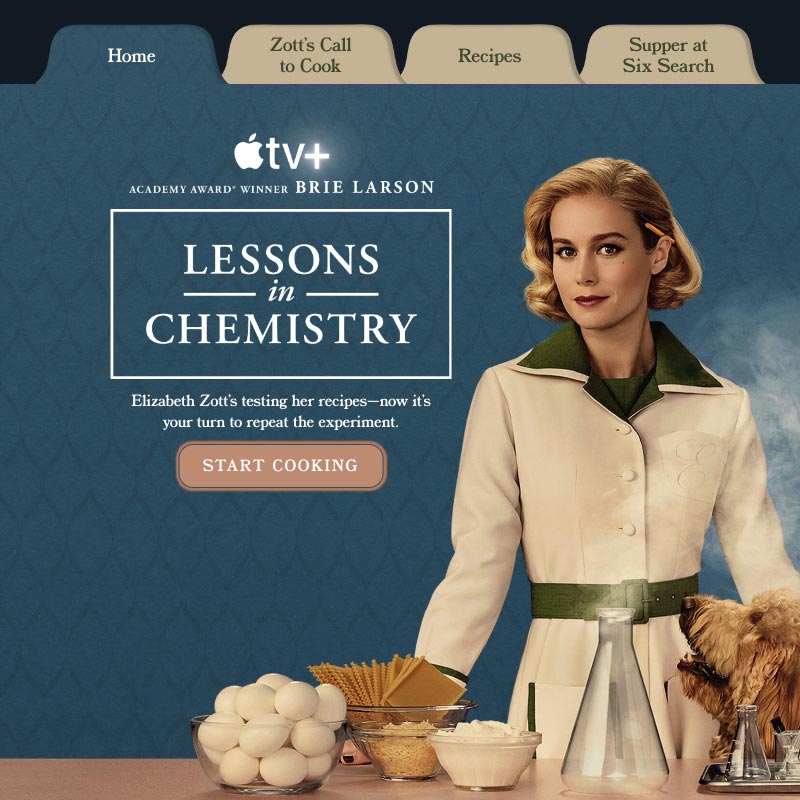 Home
Zott's Call
to Cook
Recipes
Supper at
Six Search
tv+
ACADEMY AWARD® WINNER BRIE LARSON
LESSONS
in
CHEMISTRY
Elizabeth Zott's testing her recipes—now it's
your turn to repeat the experiment.
START COOKING
E